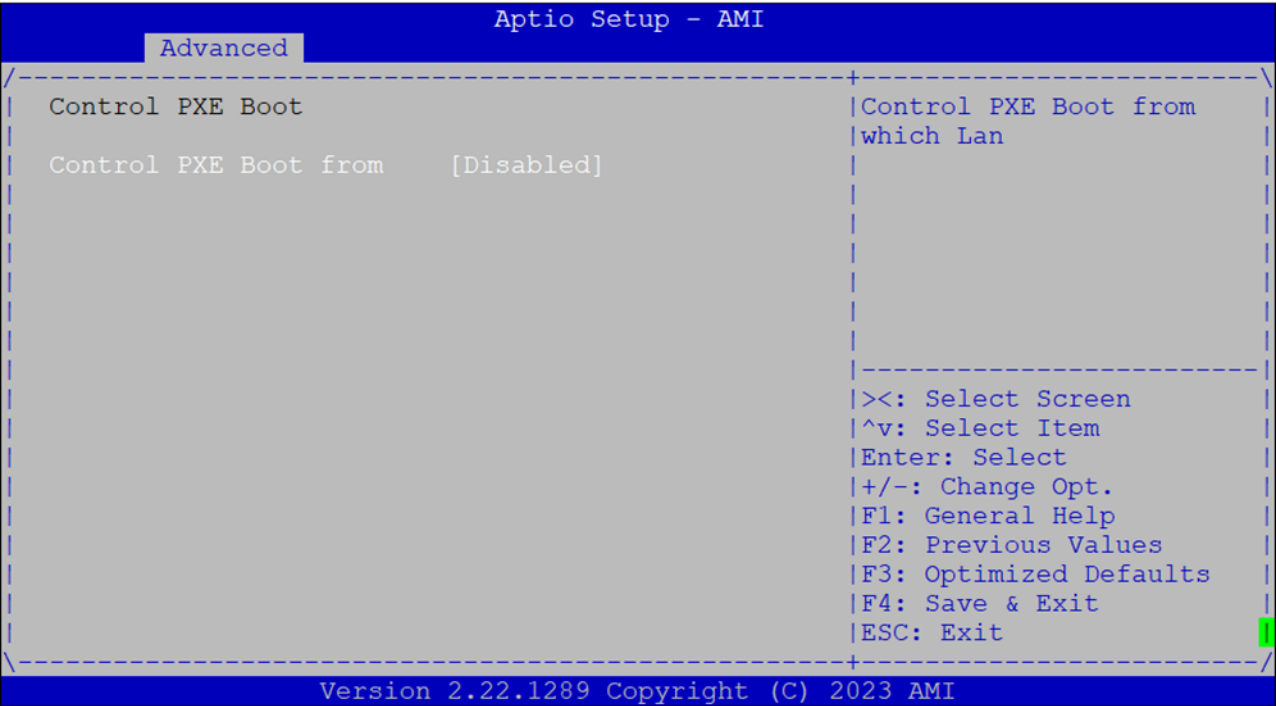 Aptio Setup - AMI
Advanced
Control PXE Boot
Control PXE Boot from [Disabled]
Control PXE Boot from
which Lan
><: Select Screen
^v: Select Item
Enter: Select
+/-: Change Opt.
F1: General Help
F2: Previous Values
F3: Optimized Defaults
F4: Save & Exit
ESC: Exit
Version 2.22.1289 Copyright (C) 2023 AMI